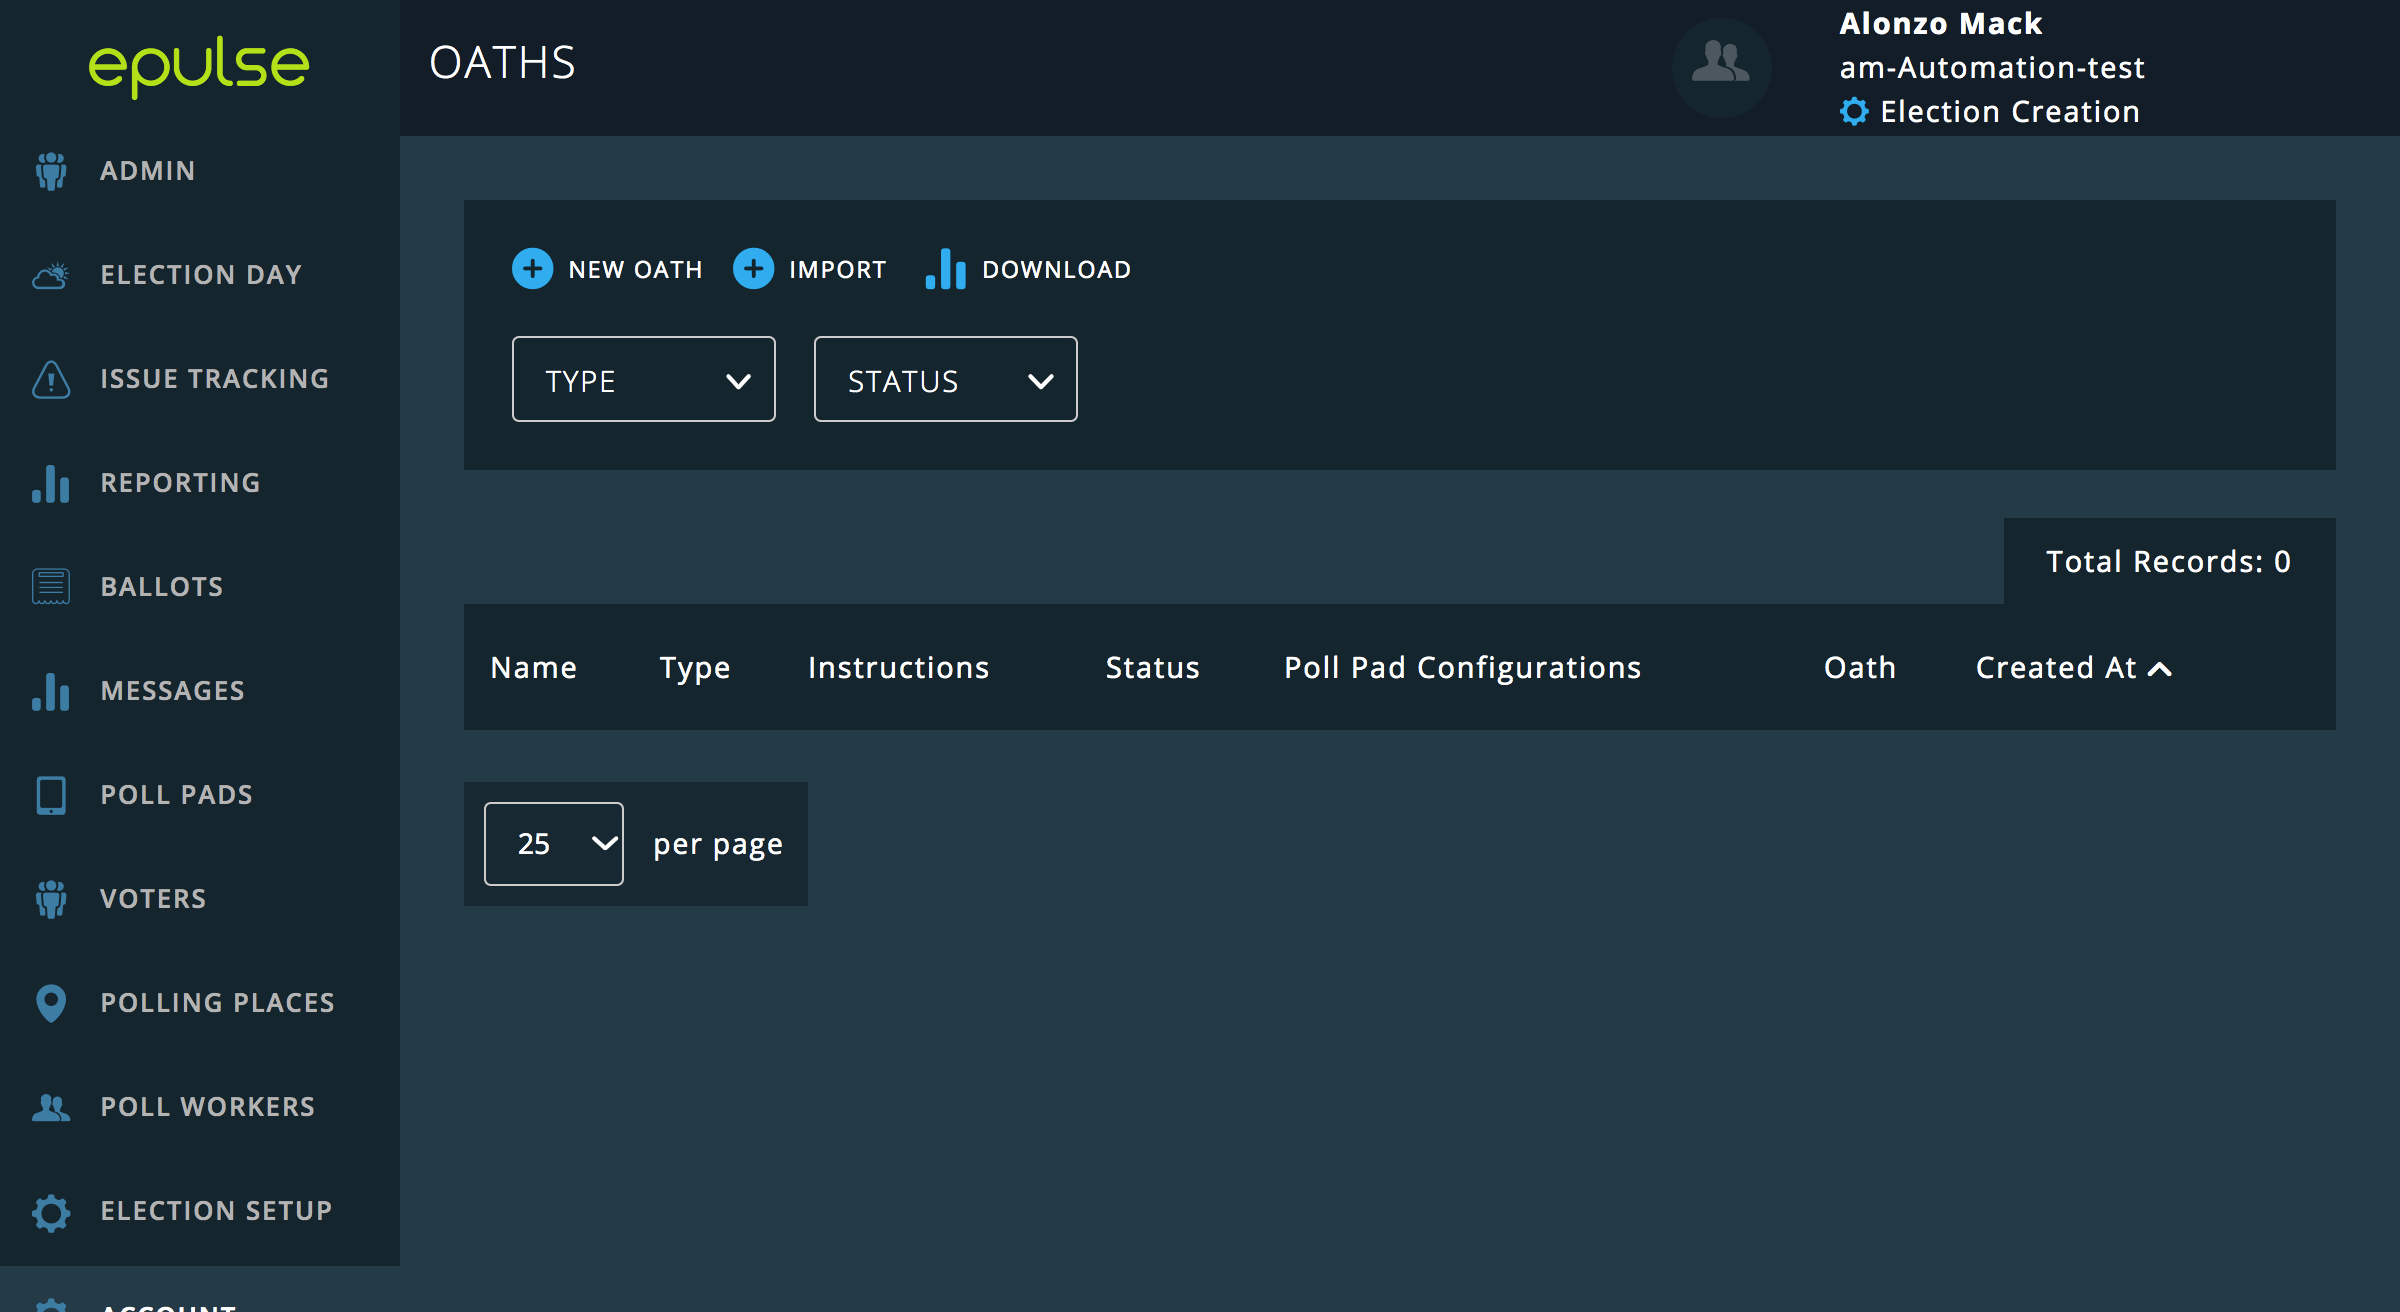 epulse
OATHS
Alonzo Mack
am-Automation-test
Election Creation
ADMIN
ELECTION DAY
ISSUE TRACKING
REPORTING
BALLOTS
MESSAGES
POLL PADS
VOTERS
POLLING PLACES
POLL WORKERS
ELECTION SETUP
ACCOUNT
NEW OATH IMPORT DOWNLOAD
TYPE STATUS
Total Records: 0
Name Type Instructions Status Poll Pad Configurations Oath Created At
25 per page